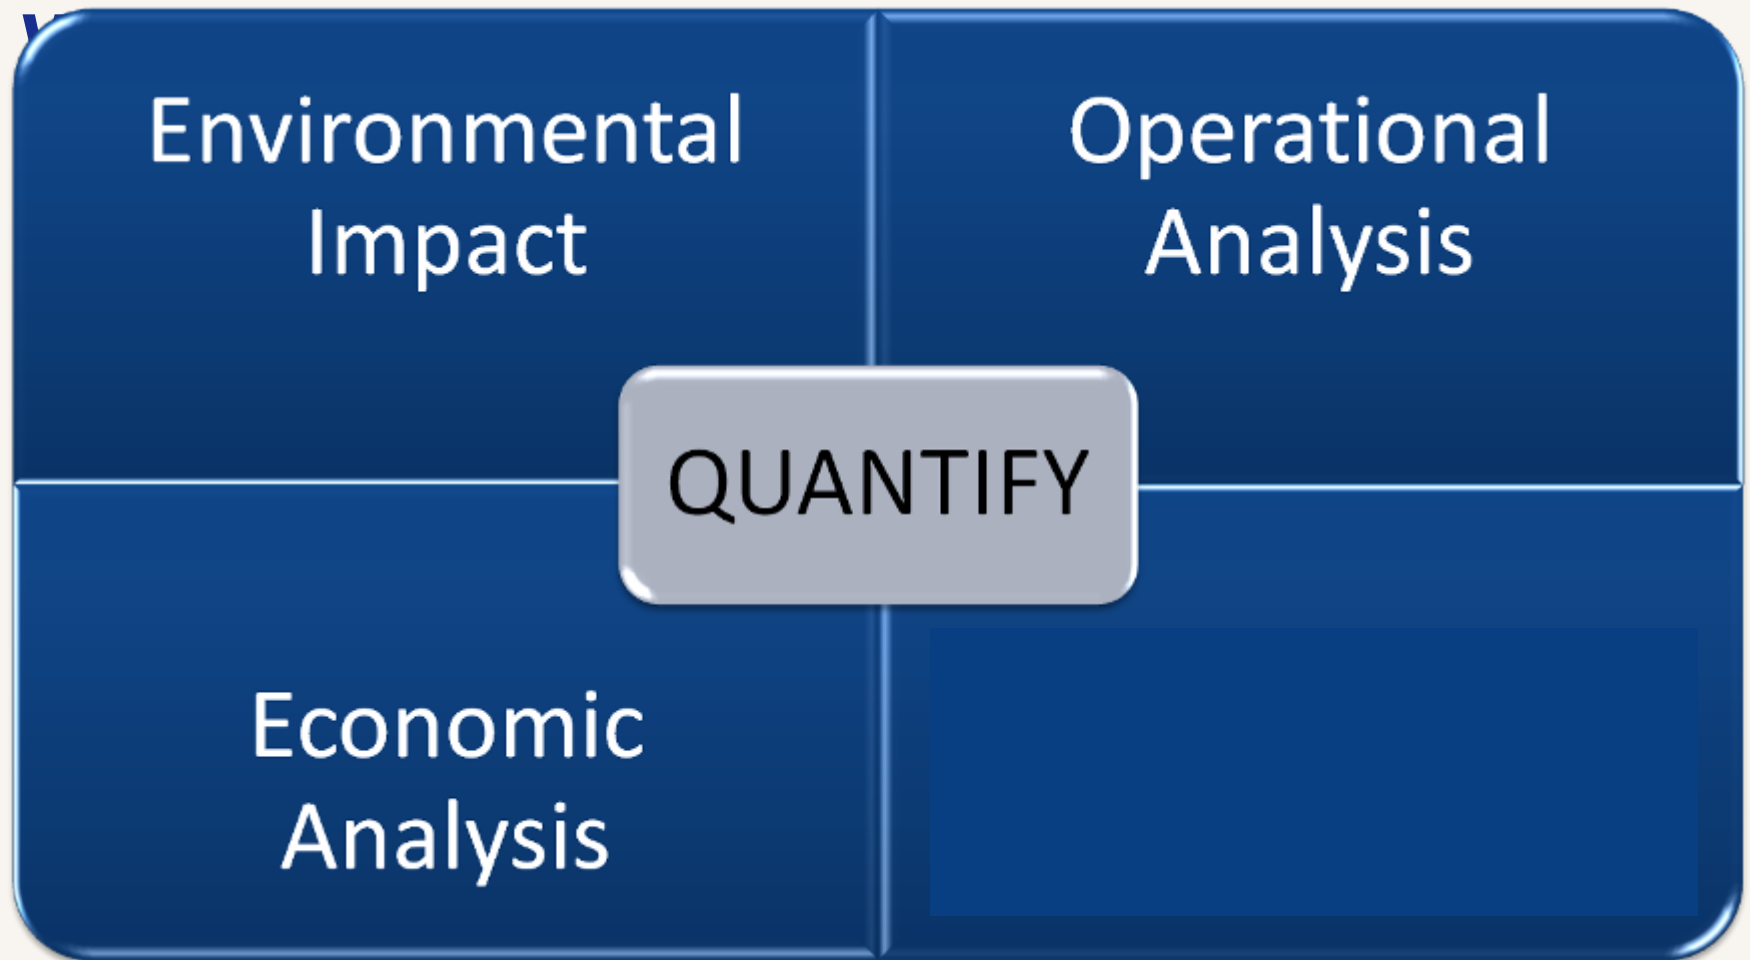 Environmental
Impact
Operational
Analysis
QUANTIFY
Economic
Analysis